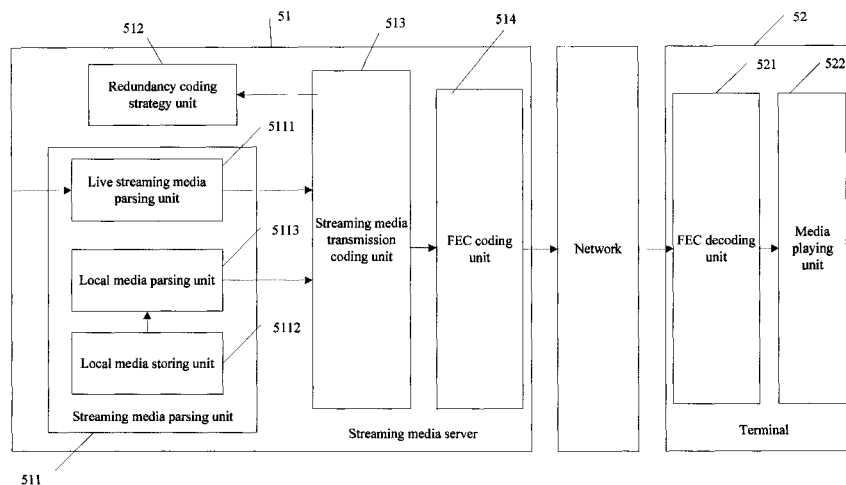 51
52
512
513
514
521
522
Redundancy coding
strategy unit
5111
Live streaming media
parsing unit
5113
Local media parsing unit
5112
Local media storing unit
Streaming media parsing unit
511
Streaming media
transmission
coding unit
FEC coding
unit
Streaming media server
Network
FEC decoding
unit
Media
playing
unit
Terminal